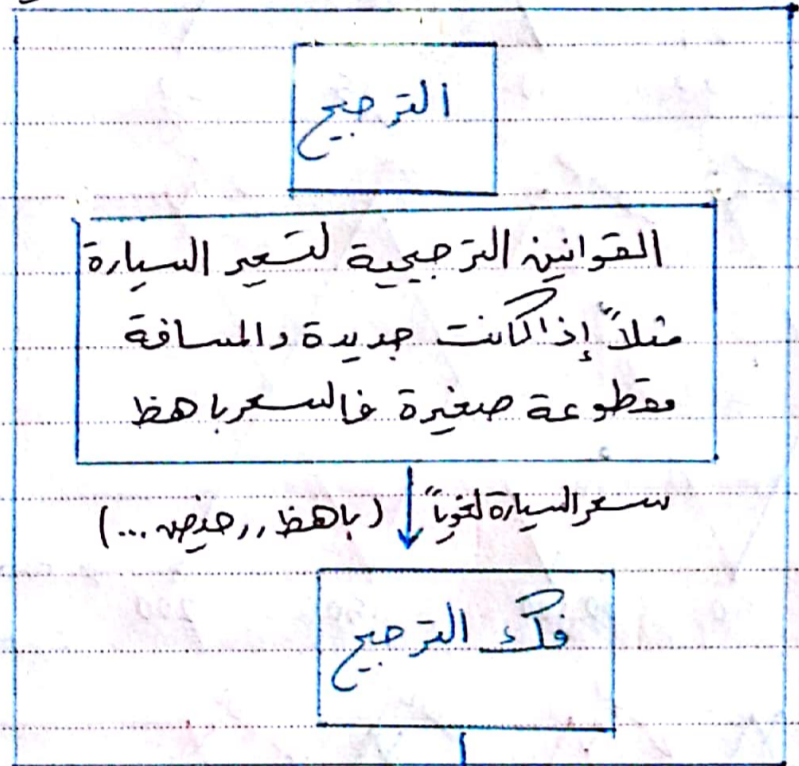 الترجيح
القوانين الترجيحية لتسعير السيارة
مثلاً إذا كانت جديدة والمسافة
مقطوعة صغيرة فالسعر باهظ
سعر السيارة لغوياً (باهظ , رخيص ...)
فك الترجيح